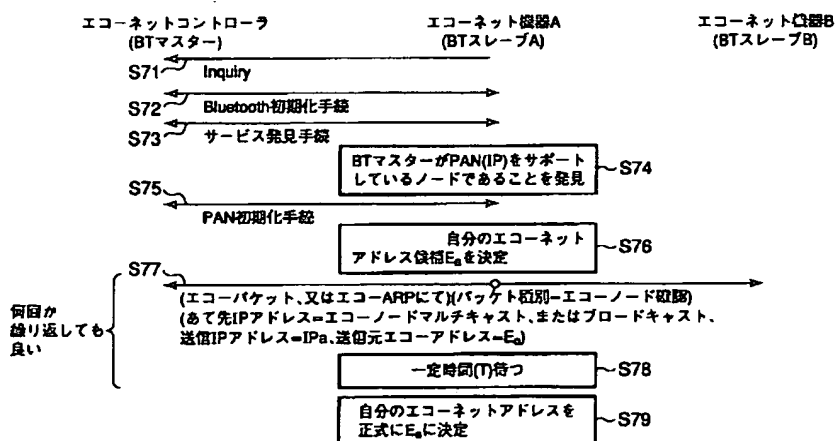 エコーネットコントローラ
(BTマスター)
エコーネット機器A
(BTスレーブA)
エコーネット機器B
(BTスレーブB)
S71
Inquiry
S72
Bluetooth初期化手続
S73
サービス発見手続
BTマスターがPAN(IP)をサポート
しているノードであることを発見
S74
S75
PAN初期化手続
自分のエコーネット
アドレス候補Eaを決定
S76
S77
(エコーパケット、又はエコーARPにて)(パケット種別=エコーノード確認)
(あて先IPアドレス=エコーノードマルチキャスト、またはブロードキャスト、
送信IPアドレス=IPa、送信元エコーアドレス=Ea)
何回か
繰り返しても
良い
一定時間(T)待つ
S78
自分のエコーネットアドレスを
正式にEaに決定
S79